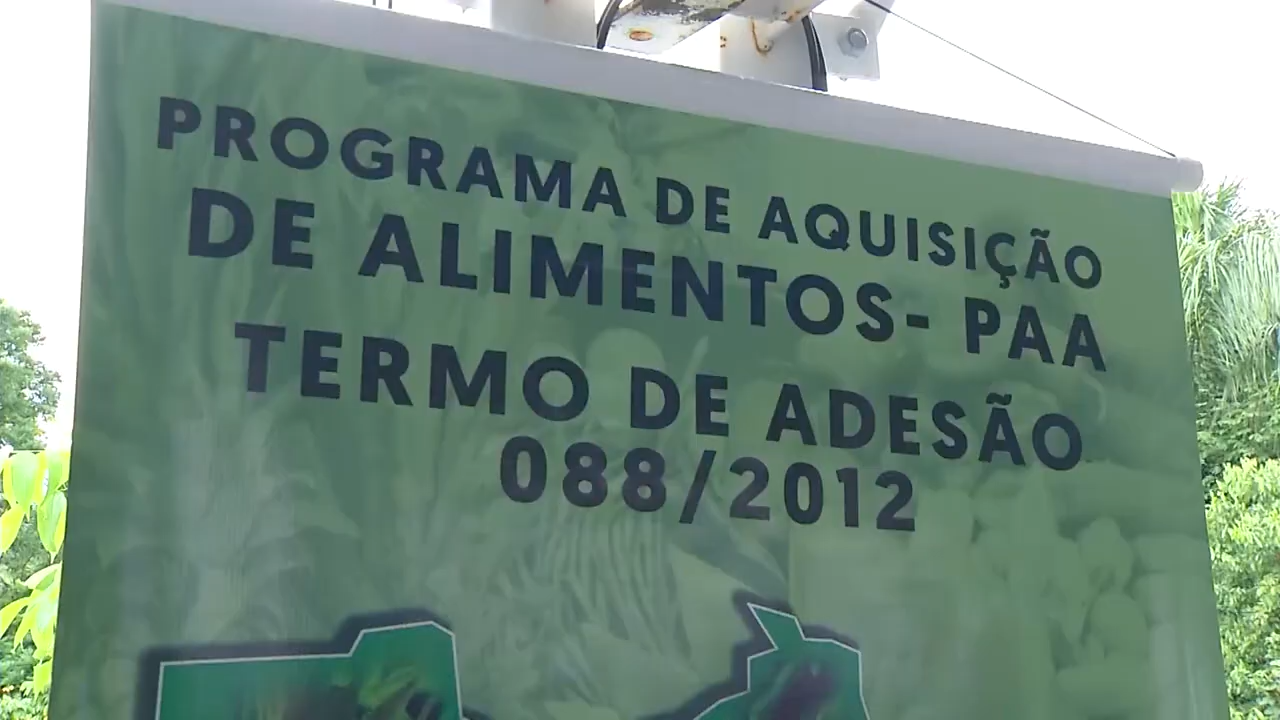 PROGRAMA DE AQUISIÇÃO
DE ALIMENTOS- PAA
TERMO DE ADESÃO
088/2012